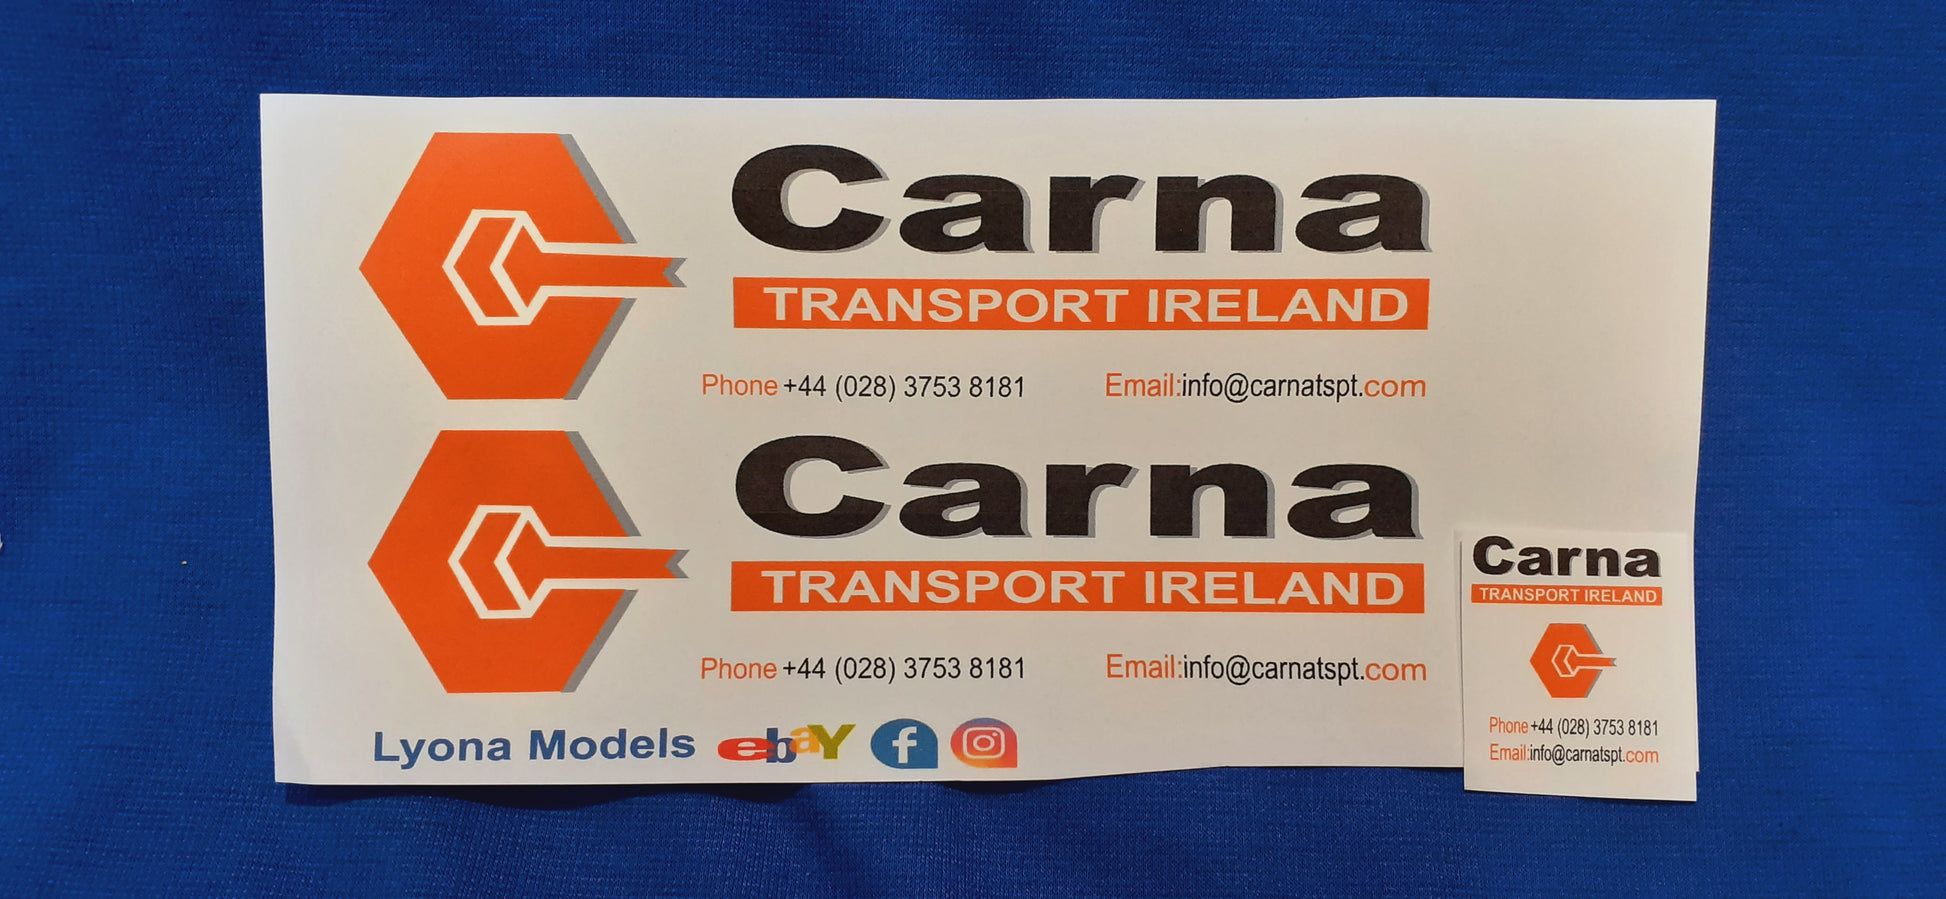 Carna
TRANSPORT IRELAND
Phone +44 (028) 3753 8181 Email:info@carnatspt.com
Carna
TRANSPORT IRELAND
Phone +44 (028) 3753 8181 Email:info@carnatspt.com
Lyona Models ebaY f
Carna
TRANSPORT IRELAND
Phone +44 (028) 3753 8181
Email:info@carnatspt.com